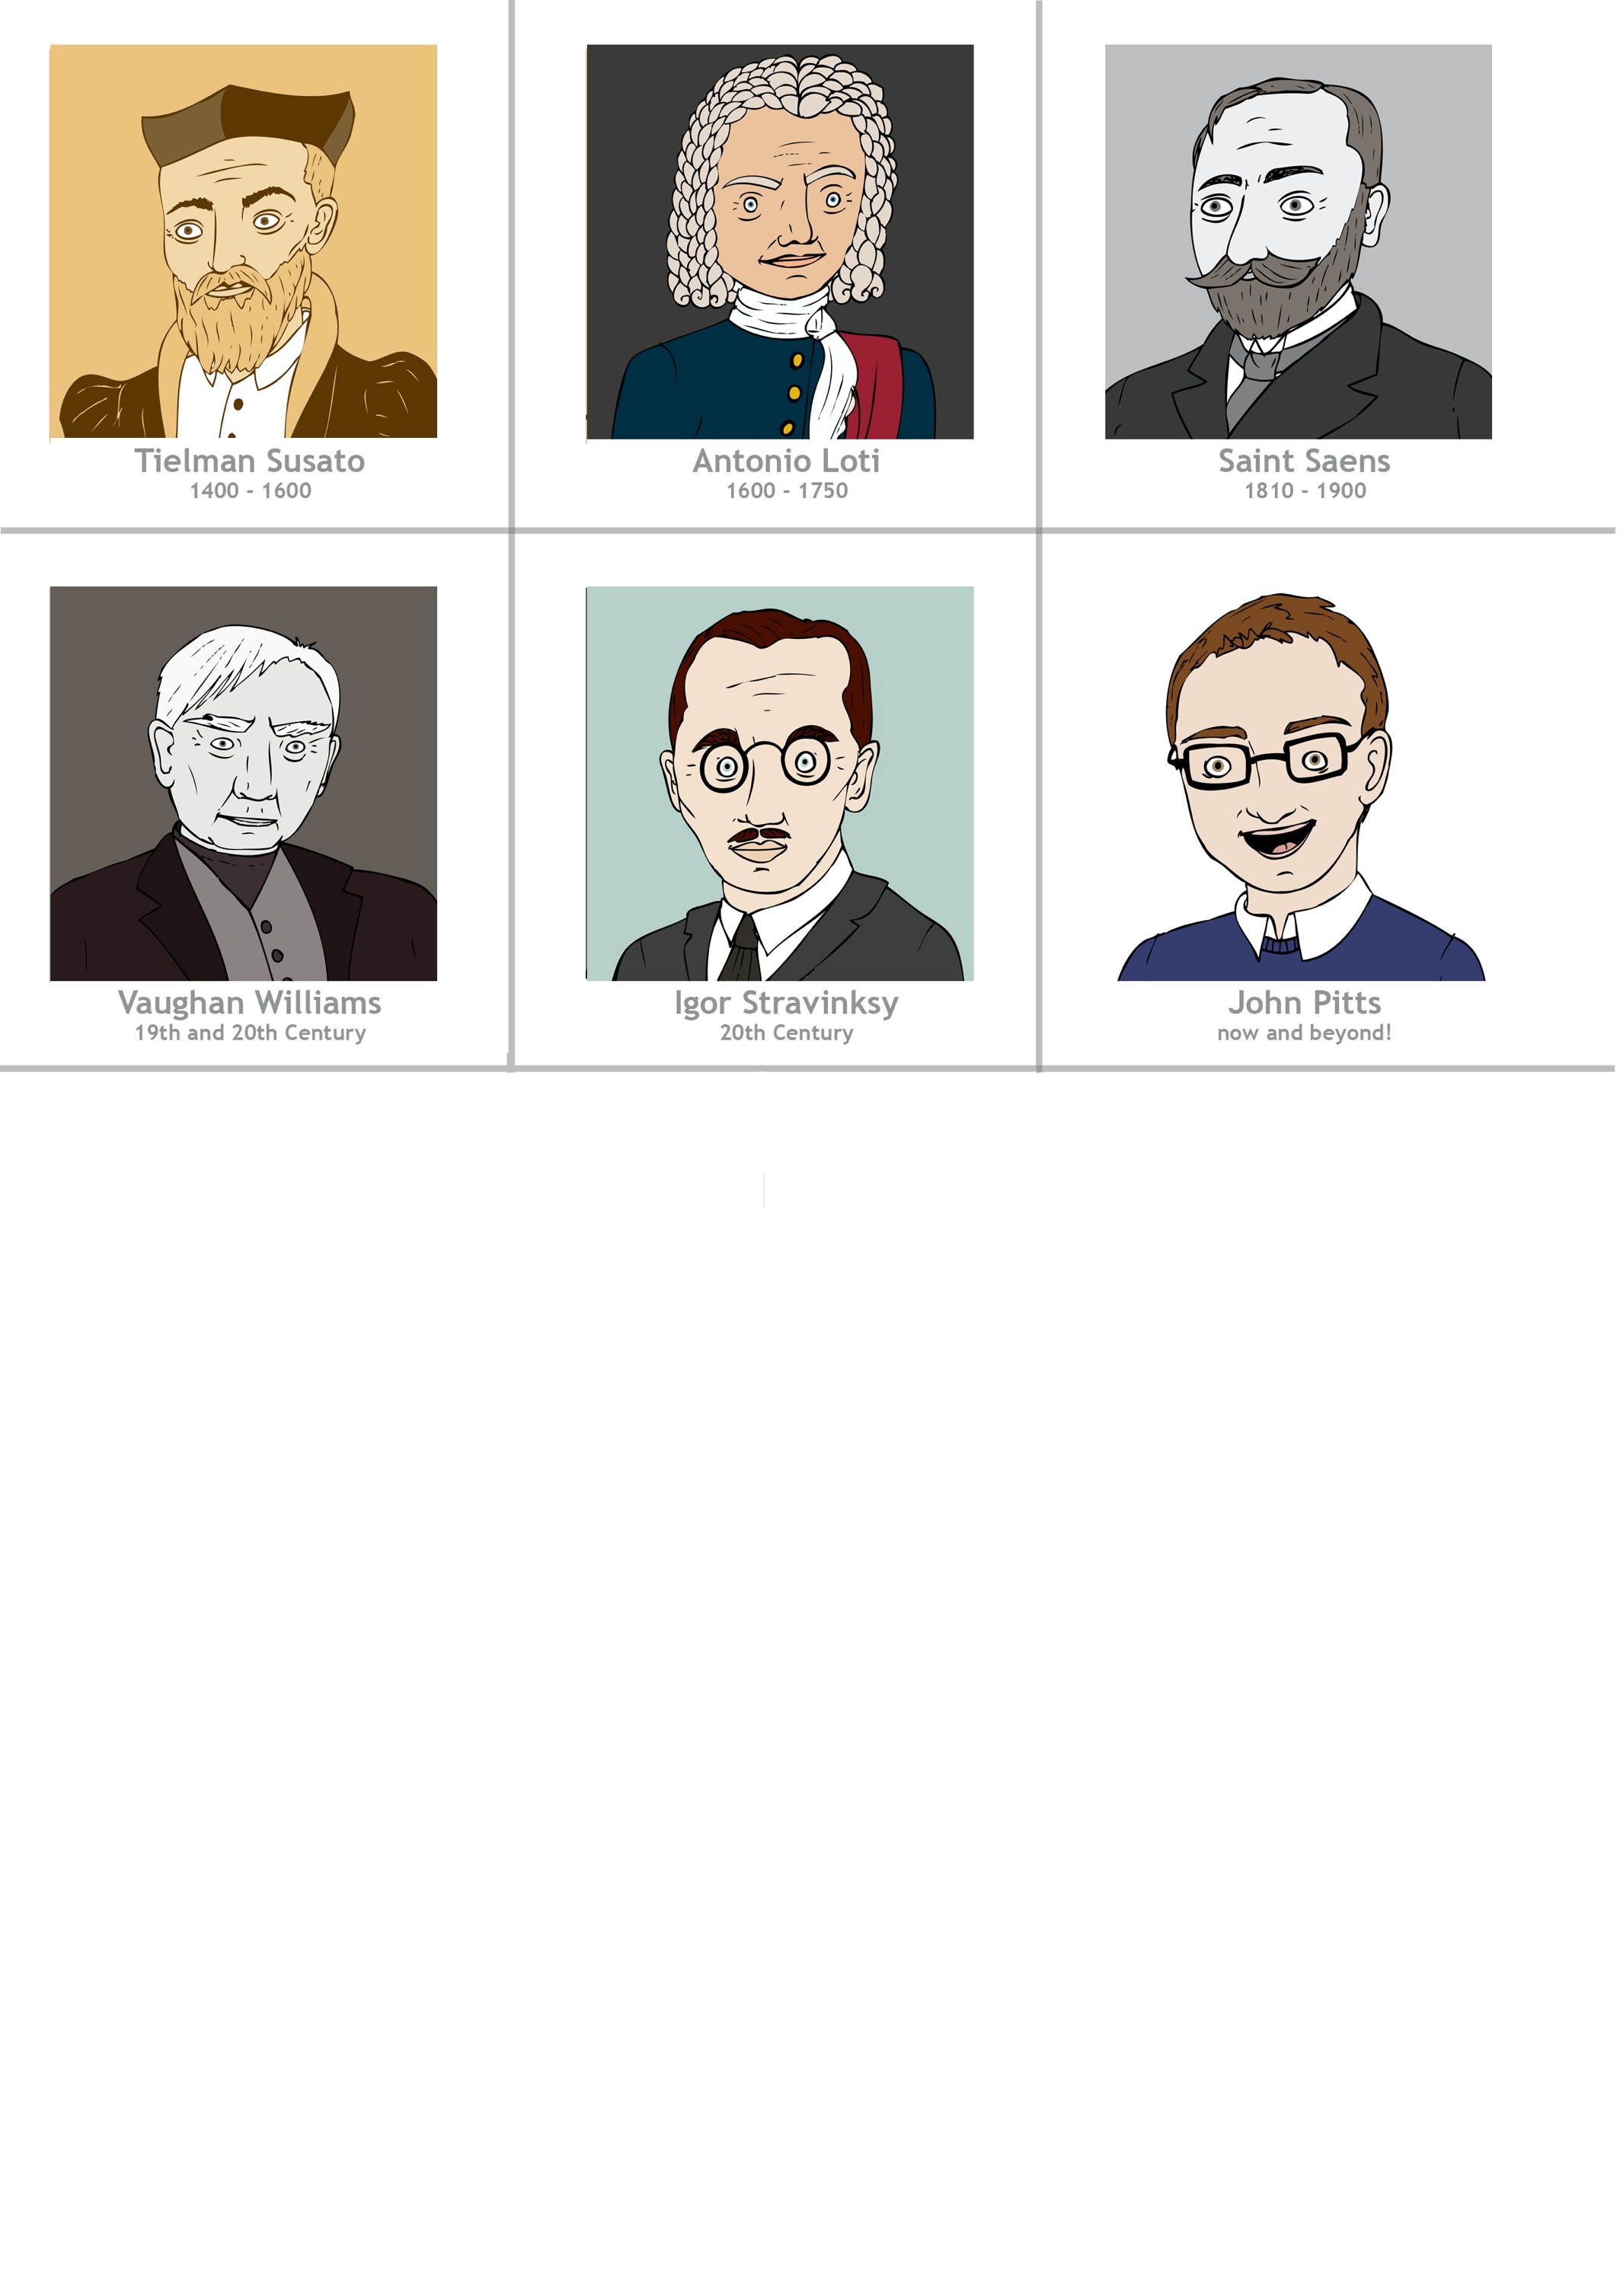 Tielman Susato
1400 - 1600
Antonio Loti
1600 - 1750
Saint Saens
1810 - 1900
Vaughan Williams
19th and 20th Century
Igor Stravinksy
20th Century
John Pitts
now and beyond!